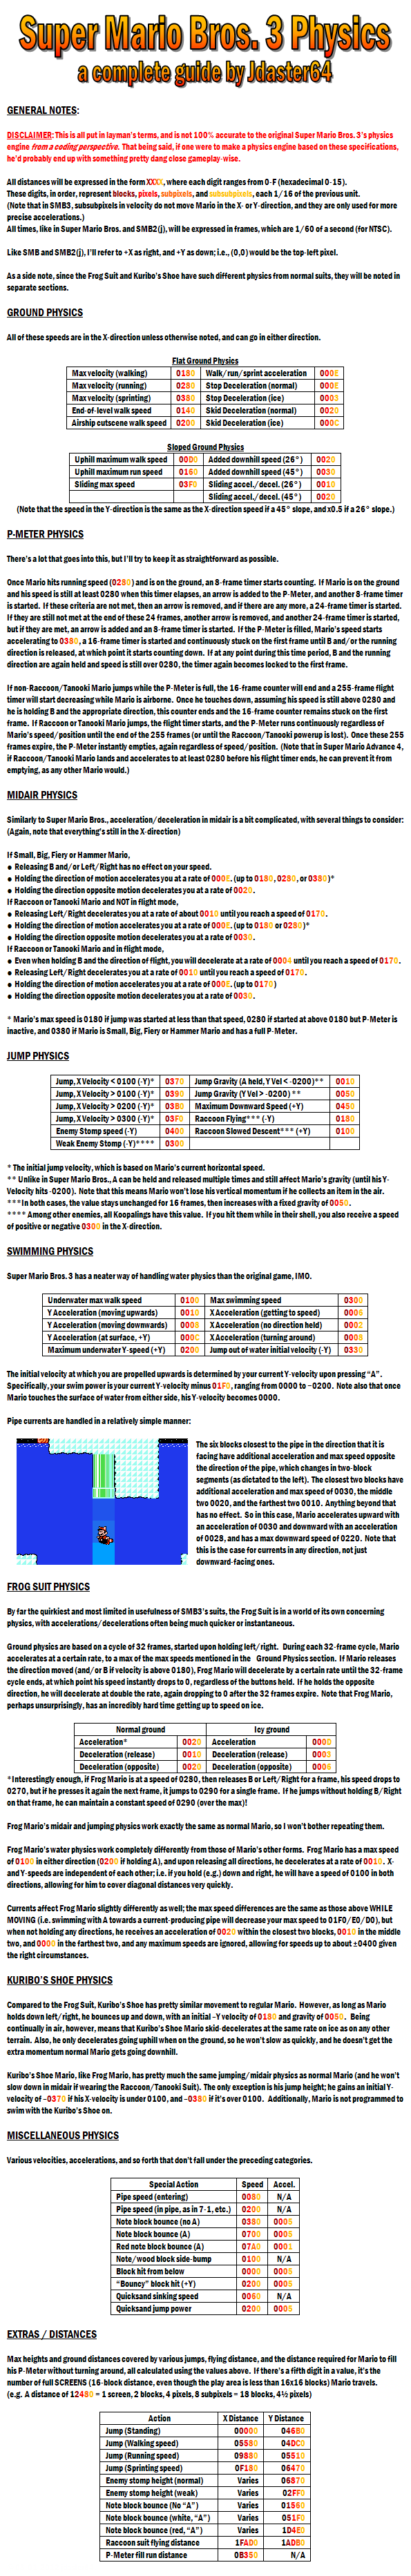 Super Mario Bros. 3 Physics
a complete guide by Jdaster64
GENERAL NOTES:
DISCLAIMER: This is all put in layman's terms, and is not 100% accurate to the original Super Mario Bros. 3's physics
engine from a coding perspective. That being said, if one were to make a physics engine based on these specifications,
he'd probably end up with something pretty dang close gameplay-wise.
All distances will be expressed in the form XXXX, where each digit ranges from 0-F (hexadecimal 0-15).
These digits, in order, represent blocks, pixels, subpixels, and subsubpixels, each 1/16 of the previous unit.
(Note that in SMB3, subsubpixels in velocity do not move Mario in the X- or Y-direction, and they are only used for more
precise accelerations.)
All times, like in Super Mario Bros. and SMB2(j), will be expressed in frames, which are 1/60 of a second (for NTSC).
Like SMB and SMB2(j), I'll refer to +X as right, and +Y as down; i.e., (0,0) would be the top-left pixel.
As a side note, since the Frog Suit and Kuribo's Shoe have such different physics from normal suits, they will be noted in
separate sections.
GROUND PHYSICS
All of these speeds are in the X-direction unless otherwise noted, and can go in either direction.
Flat Ground Physics
Max velocity (walking) 0180 Walk/run/sprint acceleration 000E
Max velocity (running) 0280 Stop Deceleration (normal) 000E
Max velocity (sprinting) 0380 Stop Deceleration (ice) 0003
End-of-level walk speed 0140 Skid Deceleration (normal) 0020
Airship cutscene walk speed 0200 Skid Deceleration (ice) 000C
Sloped Ground Physics
Uphill maximum walk speed 00D0 Added downhill speed (26°) 0020
Uphill maximum run speed 0160 Added downhill speed (45°) 0030
Sliding max speed 03F0 Sliding accel./decel. (26°) 0010
Sliding accel./decel. (45°) 0020
(Note that the speed in the Y-direction is the same as the X-direction speed if a 45° slope, and x0.5 if a 26° slope.)
P-METER PHYSICS
There's a lot that goes into this, but I'll try to keep it as straightforward as possible.
Once Mario hits running speed (0280) and is on the ground, an 8-frame timer starts counting. If Mario is on the ground
and his speed is still at least 0280 when this timer elapses, an arrow is added to the P-Meter, and another 8-frame timer
is started. If these criteria are not met, then an arrow is removed, and if there are any more, a 24-frame timer is started.
If they are still not met at the end of these 24 frames, another arrow is removed, and another 24-frame timer is started,
but if they are met, an arrow is added and an 8-frame timer is started. If the P-Meter is filled, Mario's speed starts
accelerating to 0380, a 16-frame timer is started and continuously stuck on the first frame until B and/or the running
direction is released, at which point it starts counting down. If at any point during this time period, B and the running
direction are again held and speed is still over 0280, the timer again becomes locked to the first frame.
If non-Raccoon/Tanooki Mario jumps while the P-Meter is full, the 16-frame counter will end and a 255-frame flight
timer will start decreasing while Mario is airborne. Once he touches down, assuming his speed is still above 0280 and
he is holding B and the appropriate direction, this counter ends and the 16-frame counter remains stuck on the first
frame. If Raccoon or Tanooki Mario jumps, the flight timer starts, and the P-Meter runs continuously regardless of
Mario's speed/position until the end of the 255 frames (or until the Raccoon/Tanooki powerup is lost). Once these 255
frames expire, the P-Meter instantly empties, again regardless of speed/position. (Note that in Super Mario Advance 4,
if Raccoon/Tanooki Mario lands and accelerates to at least 0280 before his flight timer ends, he can prevent it from
emptying, as any other Mario would.)
MIDAIR PHYSICS
Similarly to Super Mario Bros., acceleration/deceleration in midair is a bit complicated, with several things to consider:
(Again, note that everything's still in the X-direction)
If Small, Big, Fiery or Hammer Mario,
● Releasing B and/or Left/Right has no effect on your speed.
● Holding the direction of motion accelerates you at a rate of 000E. (up to 0180, 0280, or 0380)*
● Holding the direction opposite motion decelerates you at a rate of 0020.
If Raccoon or Tanooki Mario and NOT in flight mode,
● Releasing Left/Right decelerates you at a rate of about 0010 until you reach a speed of 0170.
● Holding the direction of motion accelerates you at a rate of 000E. (up to 0180 or 0280)*
● Holding the direction opposite motion decelerates you at a rate of 0030.
If Raccoon or Tanooki Mario and in flight mode,
● Even when holding B and the direction of flight, you will decelerate at a rate of 0004 until you reach a speed of 0170.
● Releasing Left/Right decelerates you at a rate of 0010 until you reach a speed of 0170.
● Holding the direction of motion accelerates you at a rate of 000E. (up to 0170)
● Holding the direction opposite motion decelerates you at a rate of 0030.
* Mario's max speed is 0180 if jump was started at less than that speed, 0280 if started at above 0180 but P-Meter is
inactive, and 0380 if Mario is Small, Big, Fiery or Hammer Mario and has a full P-Meter.
JUMP PHYSICS
Jump, X Velocity < 0100 (-Y)* 0370 Jump Gravity (A held, Y Vel < -0200)** 0010
Jump, X Velocity > 0100 (-Y)* 0390 Jump Gravity (Y Vel > -0200) ** 0050
Jump, X Velocity > 0200 (-Y)* 03B0 Maximum Downward Speed (+Y) 0450
Jump, X Velocity > 0300 (-Y)* 03F0 Raccoon Flying*** (-Y) 0180
Enemy Stomp speed (-Y) 0400 Raccoon Slowed Descent*** (+Y) 0100
Weak Enemy Stomp (-Y)**** 0300
* The initial jump velocity, which is based on Mario's current horizontal speed.
** Unlike in Super Mario Bros., A can be held and released multiple times and still affect Mario's gravity (until his Y-
Velocity hits -0200). Note that this means Mario won't lose his vertical momentum if he collects an item in the air.
***In both cases, the value stays unchanged for 16 frames, then increases with a fixed gravity of 0050.
**** Among other enemies, all Koopalings have this value. If you hit them while in their shell, you also receive a speed
of positive or negative 0300 in the X-direction.
SWIMMING PHYSICS
Super Mario Bros. 3 has a neater way of handling water physics than the original game, IMO.
Underwater max walk speed 0100 Max swimming speed 0300
Y Acceleration (moving upwards) 0010 X Acceleration (getting to speed) 0006
Y Acceleration (moving downwards) 0008 X Acceleration (no direction held) 0002
Y Acceleration (at surface, +Y) 000C X Acceleration (turning around) 0008
Maximum underwater Y-speed (+Y) 0200 Jump out of water initial velocity (-Y) 0330
The initial velocity at which you are propelled upwards is determined by your current Y-velocity upon pressing "A".
Specifically, your swim power is your current Y-velocity minus 01F0, ranging from 0000 to -0200. Note also that once
Mario touches the surface of water from either side, his Y-velocity becomes 0000.
Pipe currents are handled in a relatively simple manner:
The six blocks closest to the pipe in the direction that it is
facing have additional acceleration and max speed opposite
the direction of the pipe, which changes in two-block
segments (as dictated to the left). The closest two blocks have
additional acceleration and max speed of 0030, the middle
two 0020, and the farthest two 0010. Anything beyond that
has no effect. So in this case, Mario accelerates upward with
an acceleration of 0030 and downward with an acceleration
of 0028, and has a max downward speed of 0220. Note that
this is the case for currents in any direction, not just
downward-facing ones.
FROG SUIT PHYSICS
By far the quirkiest and most limited in usefulness of SMB3's suits, the Frog Suit is in a world of its own concerning
physics, with accelerations/decelerations often being much quicker or instantaneous.
Ground physics are based on a cycle of 32 frames, started upon holding left/right. During each 32-frame cycle, Mario
accelerates at a certain rate, to a max of the max speeds mentioned in the Ground Physics section. If Mario releases
the direction moved (and/or B if velocity is above 0180), Frog Mario will decelerate by a certain rate until the 32-frame
cycle ends, at which point his speed instantly drops to 0, regardless of the buttons held. If he holds the opposite
direction, he will decelerate at double the rate, again dropping to 0 after the 32 frames expire. Note that Frog Mario,
perhaps unsurprisingly, has an incredibly hard time getting up to speed on ice.
Normal ground Icy ground
Acceleration* 0020 Acceleration 000D
Deceleration (release) 0010 Deceleration (release) 0003
Deceleration (opposite) 0020 Deceleration (opposite) 0006
*Interestingly enough, if Frog Mario is at a speed of 0280, then releases B or Left/Right for a frame, his speed drops to
0270, but if he presses it again the next frame, it jumps to 0290 for a single frame. If he jumps without holding B/Right
on that frame, he can maintain a constant speed of 0290 (over the max)!
Frog Mario's midair and jumping physics work exactly the same as normal Mario, so I won't bother repeating them.
Frog Mario's water physics work completely differently from those of Mario's other forms. Frog Mario has a max speed
of 0100 in either direction (0200 if holding A), and upon releasing all directions, he decelerates at a rate of 0010. X-
and Y-speeds are independent of each other; i.e. if you hold (e.g.) down and right, he will have a speed of 0100 in both
directions, allowing for him to cover diagonal distances very quickly.
Currents affect Frog Mario slightly differently as well; the max speed differences are the same as those above WHILE
MOVING (i.e. swimming with A towards a current-producing pipe will decrease your max speed to 01F0/E0/D0), but
when not holding any directions, he receives an acceleration of 0020 within the closest two blocks, 0010 in the middle
two, and 0000 in the farthest two, and any maximum speeds are ignored, allowing for speeds up to about ±0400 given
the right circumstances.
KURIBO'S SHOE PHYSICS
Compared to the Frog Suit, Kuribo's Shoe has pretty similar movement to regular Mario. However, as long as Mario
holds down left/right, he bounces up and down, with an initial -Y velocity of 0180 and gravity of 0050. Being
continually in air, however, means that Kuribo's Shoe Mario skid-decelerates at the same rate on ice as on any other
terrain. Also, he only decelerates going uphill when on the ground, so he won't slow as quickly, and he doesn't get the
extra momentum normal Mario gets going downhill.
Kuribo's Shoe Mario, like Frog Mario, has pretty much the same jumping/midair physics as normal Mario (and he won't
slow down in midair if wearing the Raccoon/Tanooki Suit). The only exception is his jump height; he gains an initial Y-
velocity of -0370 if his X-velocity is under 0100, and -0380 if it's over 0100. Additionally, Mario is not programmed to
swim with the Kuribo's Shoe on.
MISCELLANEOUS PHYSICS
Various velocities, accelerations, and so forth that don't fall under the preceding categories.
Special Action Speed Accel.
Pipe speed (entering) 0080 N/A
Pipe speed (in pipe, as in 7-1, etc.) 0200 N/A
Note block bounce (no A) 0380 0005
Note block bounce (A) 0700 0005
Red note block bounce (A) 07A0 0001
Note/wood block side-bump 0100 N/A
Block hit from below 0000 0005
"Bouncy" block hit (+Y) 0200 0005
Quicksand sinking speed 0060 N/A
Quicksand jump power 0200 0005
EXTRAS / DISTANCES
Max heights and ground distances covered by various jumps, flying distance, and the distance required for Mario to fill
his P-Meter without turning around, all calculated using the values above. If there's a fifth digit in a value, it's the
number of full SCREENS (16-block distance, even though the play area is less than 16x16 blocks) Mario travels.
(e.g. A distance of 12480 = 1 screen, 2 blocks, 4 pixels, 8 subpixels = 18 blocks, 4½ pixels)
Action X Distance Y Distance
Jump (Standing) 00000 046B0
Jump (Walking speed) 05580 04DC0
Jump (Running speed) 09880 05510
Jump (Sprinting speed) 0F180 06470
Enemy stomp height (normal) Varies 06870
Enemy stomp height (weak) Varies 02FF0
Note block bounce (No "A") Varies 01560
Note block bounce (white, "A") Varies 051F0
Note block bounce (red, "A") Varies 1D4E0
Raccoon suit flying distance 1FAD0 1ADB0
P-Meter fill run distance 0B350 N/A